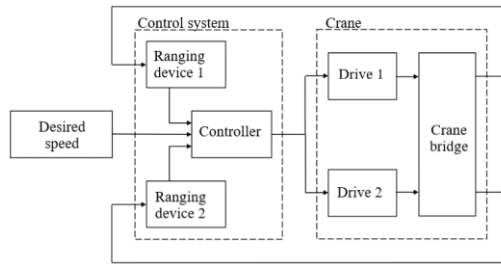 Control system
Crane
Ranging
device 1
Drive 1
Desired
speed
Controller
Crane
bridge
Ranging
device 2
Drive 2